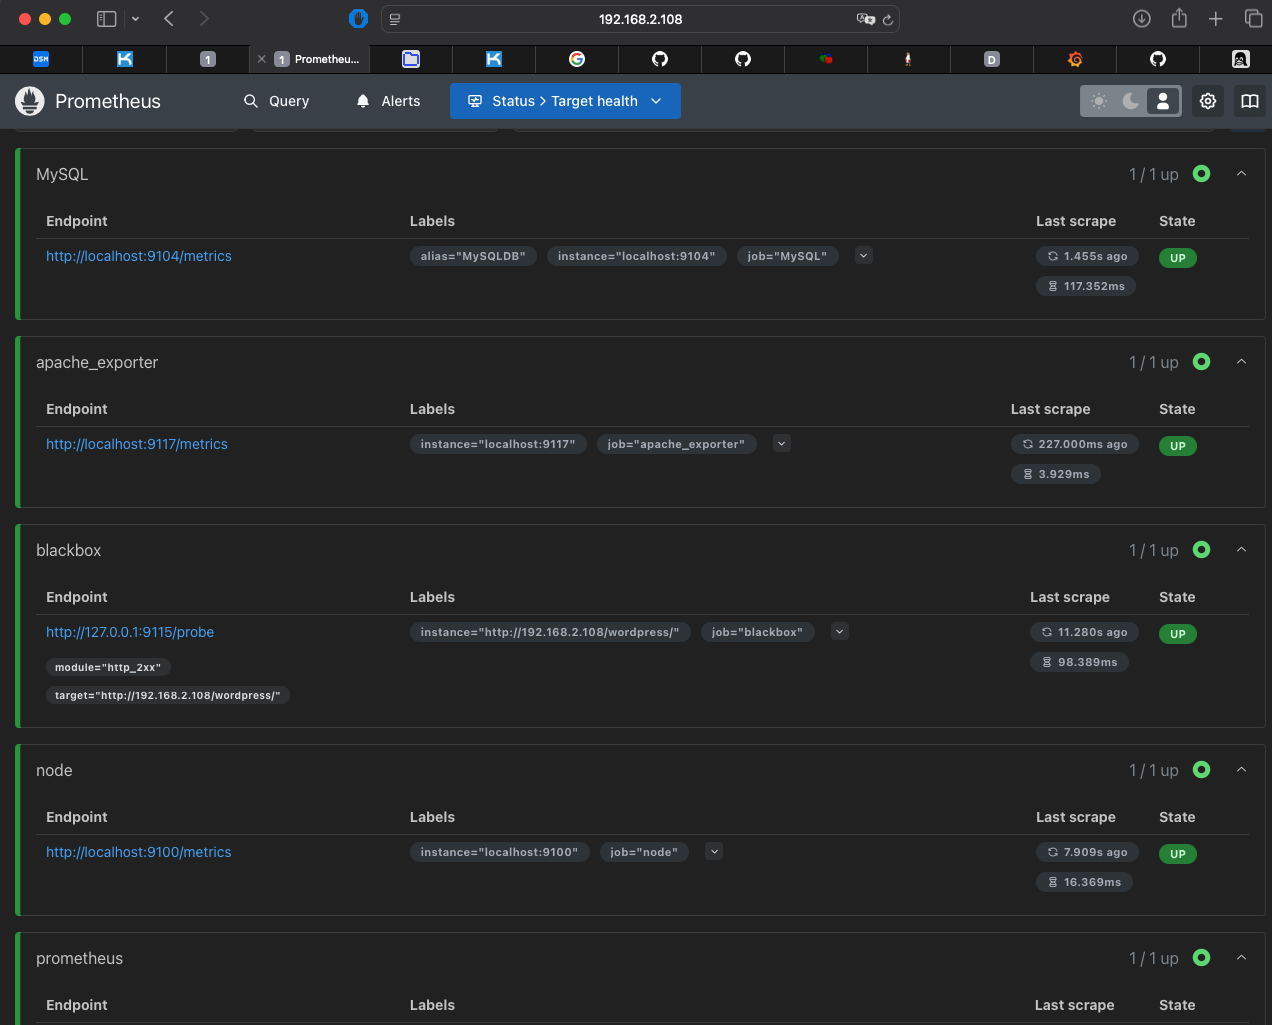 192.168.2.108
DSM
1
1 Prometheu...
D
Prometheus
Query
Alerts
Status > Target health
MySQL
1 / 1 up
Endpoint Labels Last scrape State
http://localhost:9104/metrics alias="MySQLDB" instance="localhost:9104" job="MySQL" 1.455s ago UP
117.352ms
apache_exporter
1 / 1 up
Endpoint Labels Last scrape State
http://localhost:9117/metrics instance="localhost:9117" job="apache_exporter" 227.000ms ago UP
3.929ms
blackbox
1 / 1 up
Endpoint Labels Last scrape State
http://127.0.0.1:9115/probe instance="http://192.168.2.108/wordpress/" job="blackbox" 11.280s ago UP
98.389ms
module="http_2xx"
target="http://192.168.2.108/wordpress/"
node
1 / 1 up
Endpoint Labels Last scrape State
http://localhost:9100/metrics instance="localhost:9100" job="node" 7.909s ago UP
16.369ms
prometheus
1 / 1 up
Endpoint Labels Last scrape State